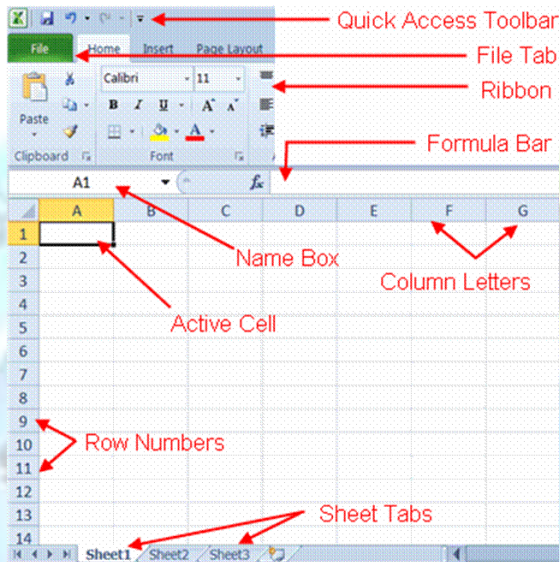 Quick Access Toolbar
File Home Insert Page Layout
File Tab
Calibri 11
Ribbon
B I U A A
Paste
A
Clipboard Font
Formula Bar
A1 fx
A B C D E F G
1
2
Name Box
3
Column Letters
4
5
Active Cell
6
7
8
9
Row Numbers
10
11
12
13
Sheet Tabs
14
Sheet1 Sheet2 Sheet3